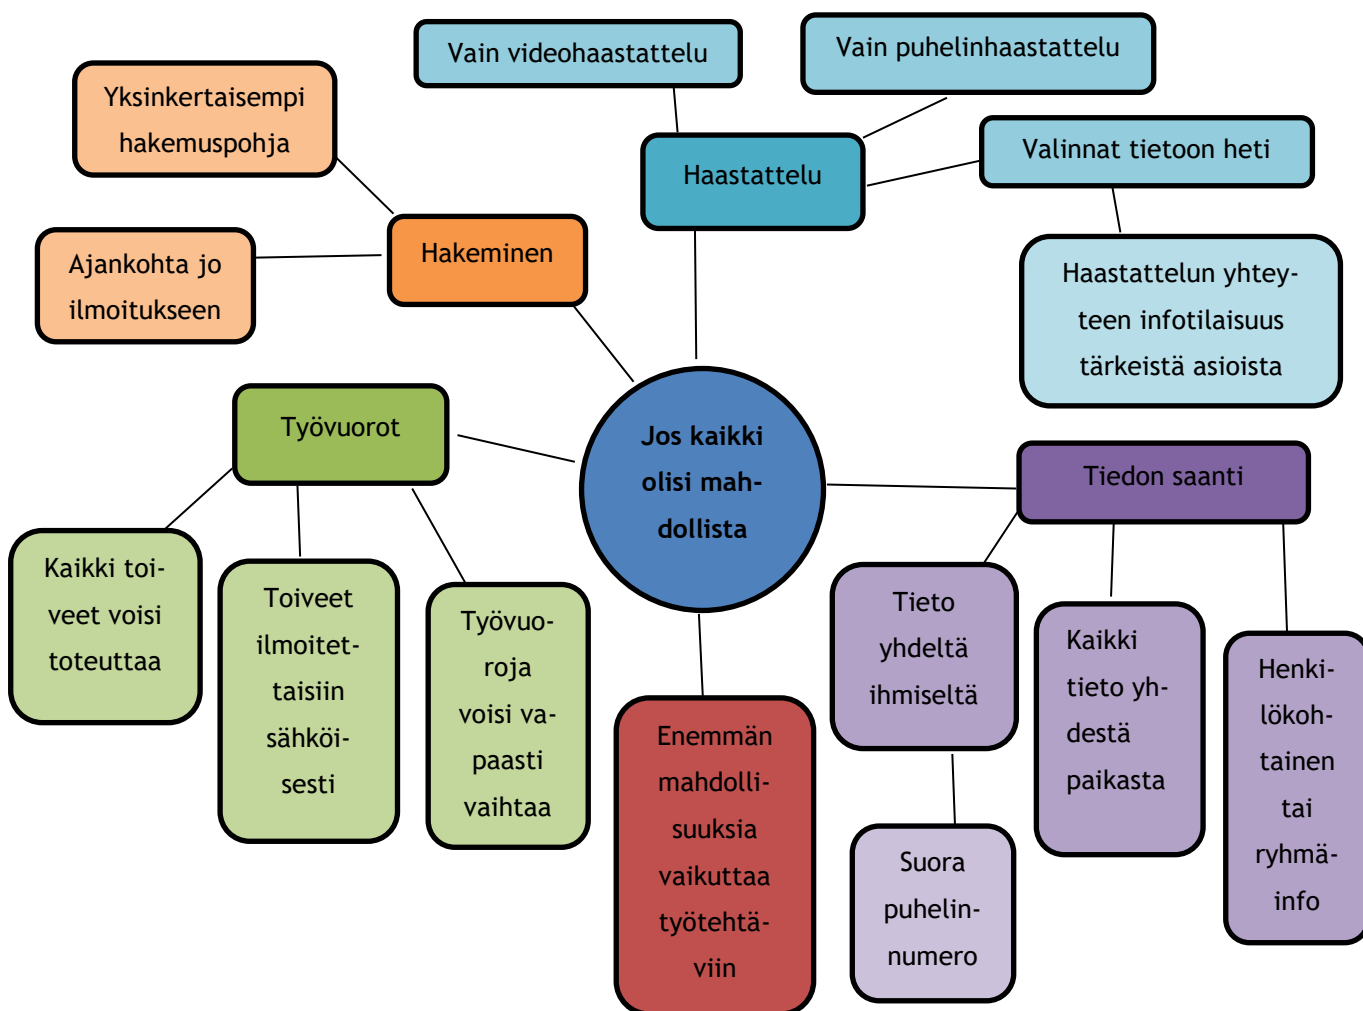 Vain videohaastattelu
Vain puhelinhaastattelu
Yksinkertaisempi
hakemuspohja
Haastattelu
Valinnat tietoon heti
Hakeminen
Ajankohta jo
ilmoitukseen
Haastattelun yhtey-
teen infotilaisuus
tärkeistä asioista
Työvuorot
Jos kaikki
olisi mah-
dollista
Tiedon saanti
Kaikki toi-
veet voisi
toteuttaa
Toiveet
ilmoitet-
taisiin
sähköi-
sesti
Työvuo-
roja
voisi va-
paasti
vaihtaa
Enemmän
mahdolli-
suuksia
vaikuttaa
työtehtä-
viin
Tieto
yhdeltä
ihmiseltä
Suora
puhelin-
numero
Kaikki
tieto yh-
destä
paikasta
Henki-
lökoh-
tainen
tai
ryhmä-
info